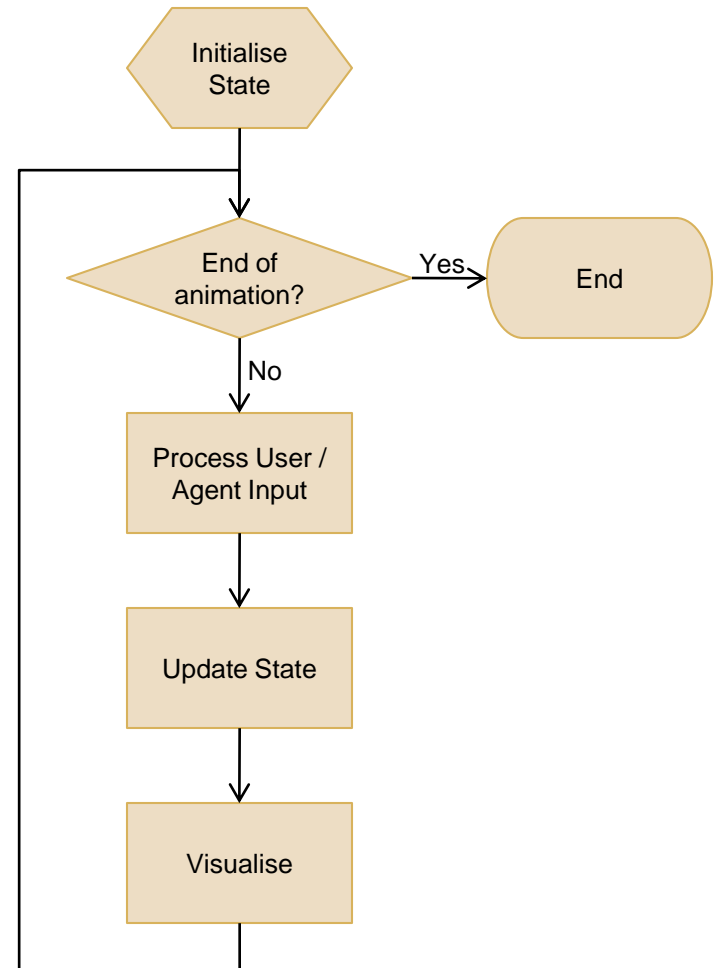 Initialise
State
End of
animation?
Yes
End
No
Process User /
Agent Input
Update State
Visualise